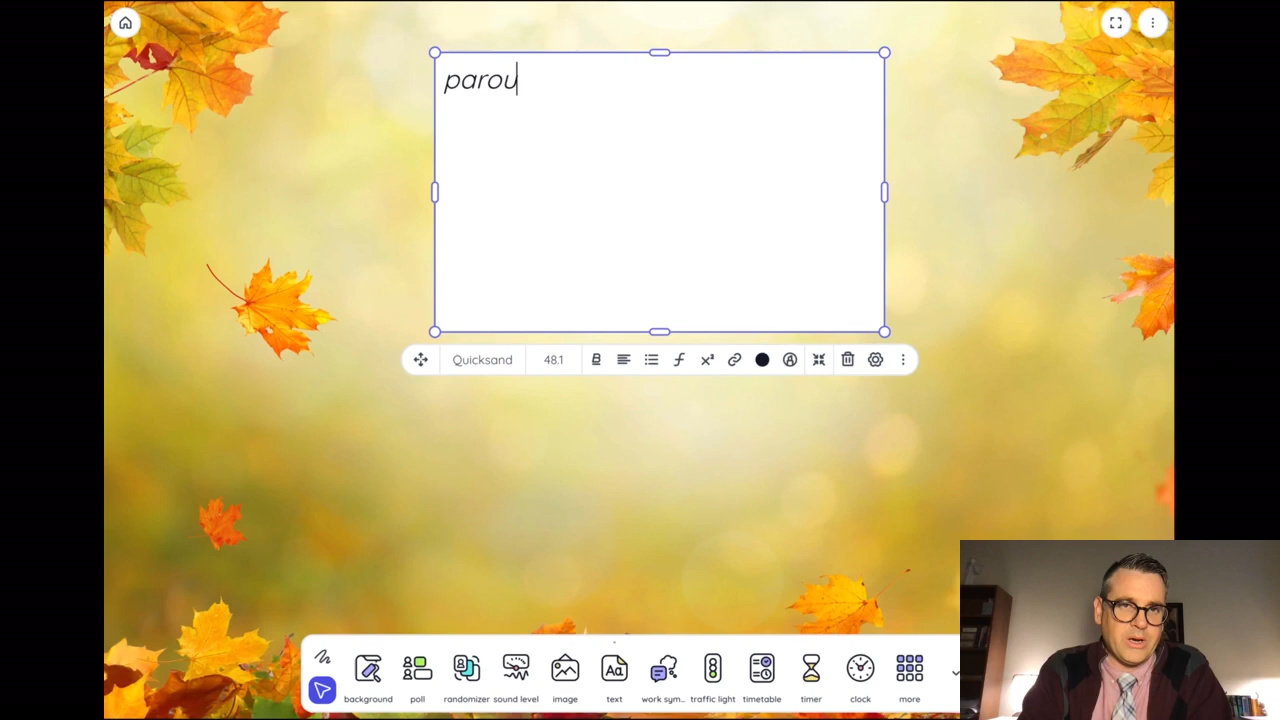 parou
Quicksand 48.1
background poll randomizer sound level image text work sym... traffic light timetable timer clock more